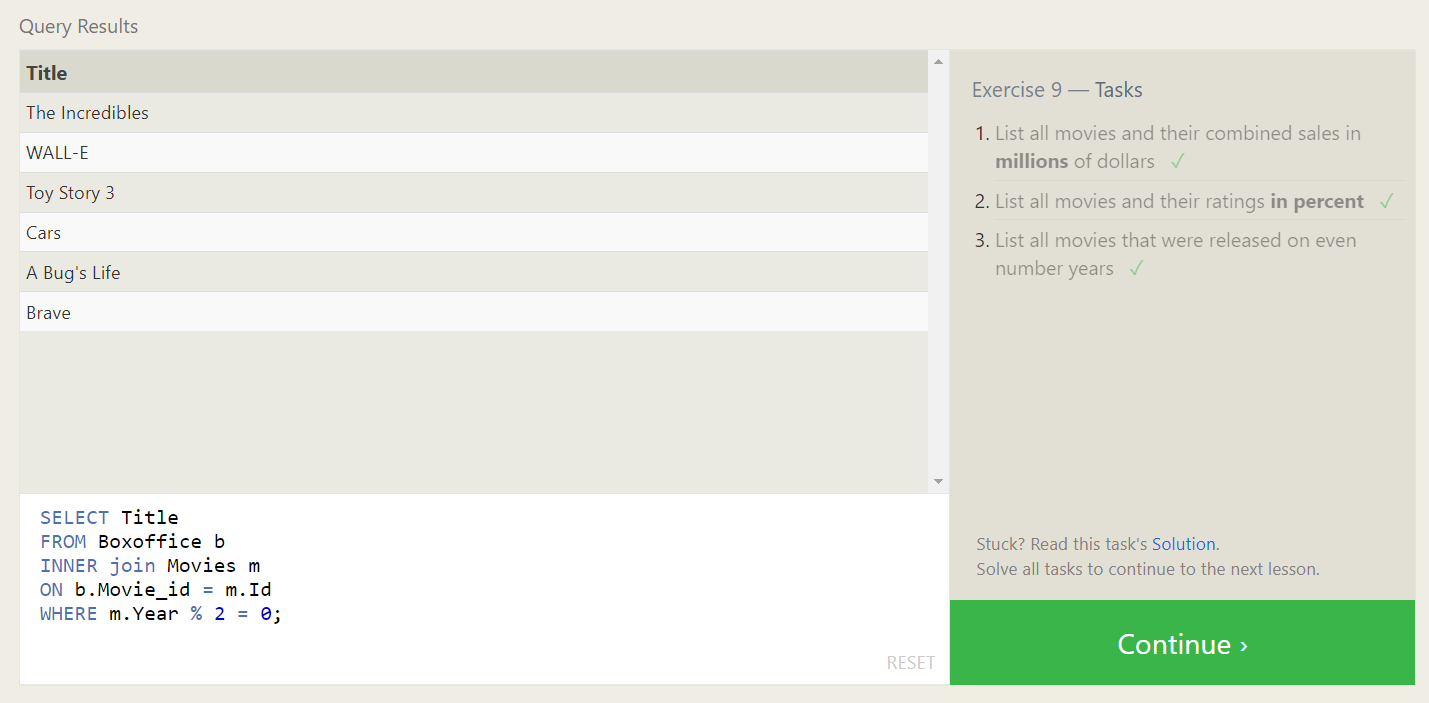 Query Results
Title
The Incredibles
WALL-E
Toy Story 3
Cars
A Bug's Life
Brave
SELECT Title
FROM Boxoffice b
INNER join Movies m
ON b.Movie_id = m.Id
WHERE m.Year % 2 = 0;
RESET
Exercise 9 — Tasks
1. List all movies and their combined sales in
millions of dollars ✓
2. List all movies and their ratings in percent ✓
3. List all movies that were released on even
number years ✓
Stuck? Read this task's Solution.
Solve all tasks to continue to the next lesson.
Continue ›